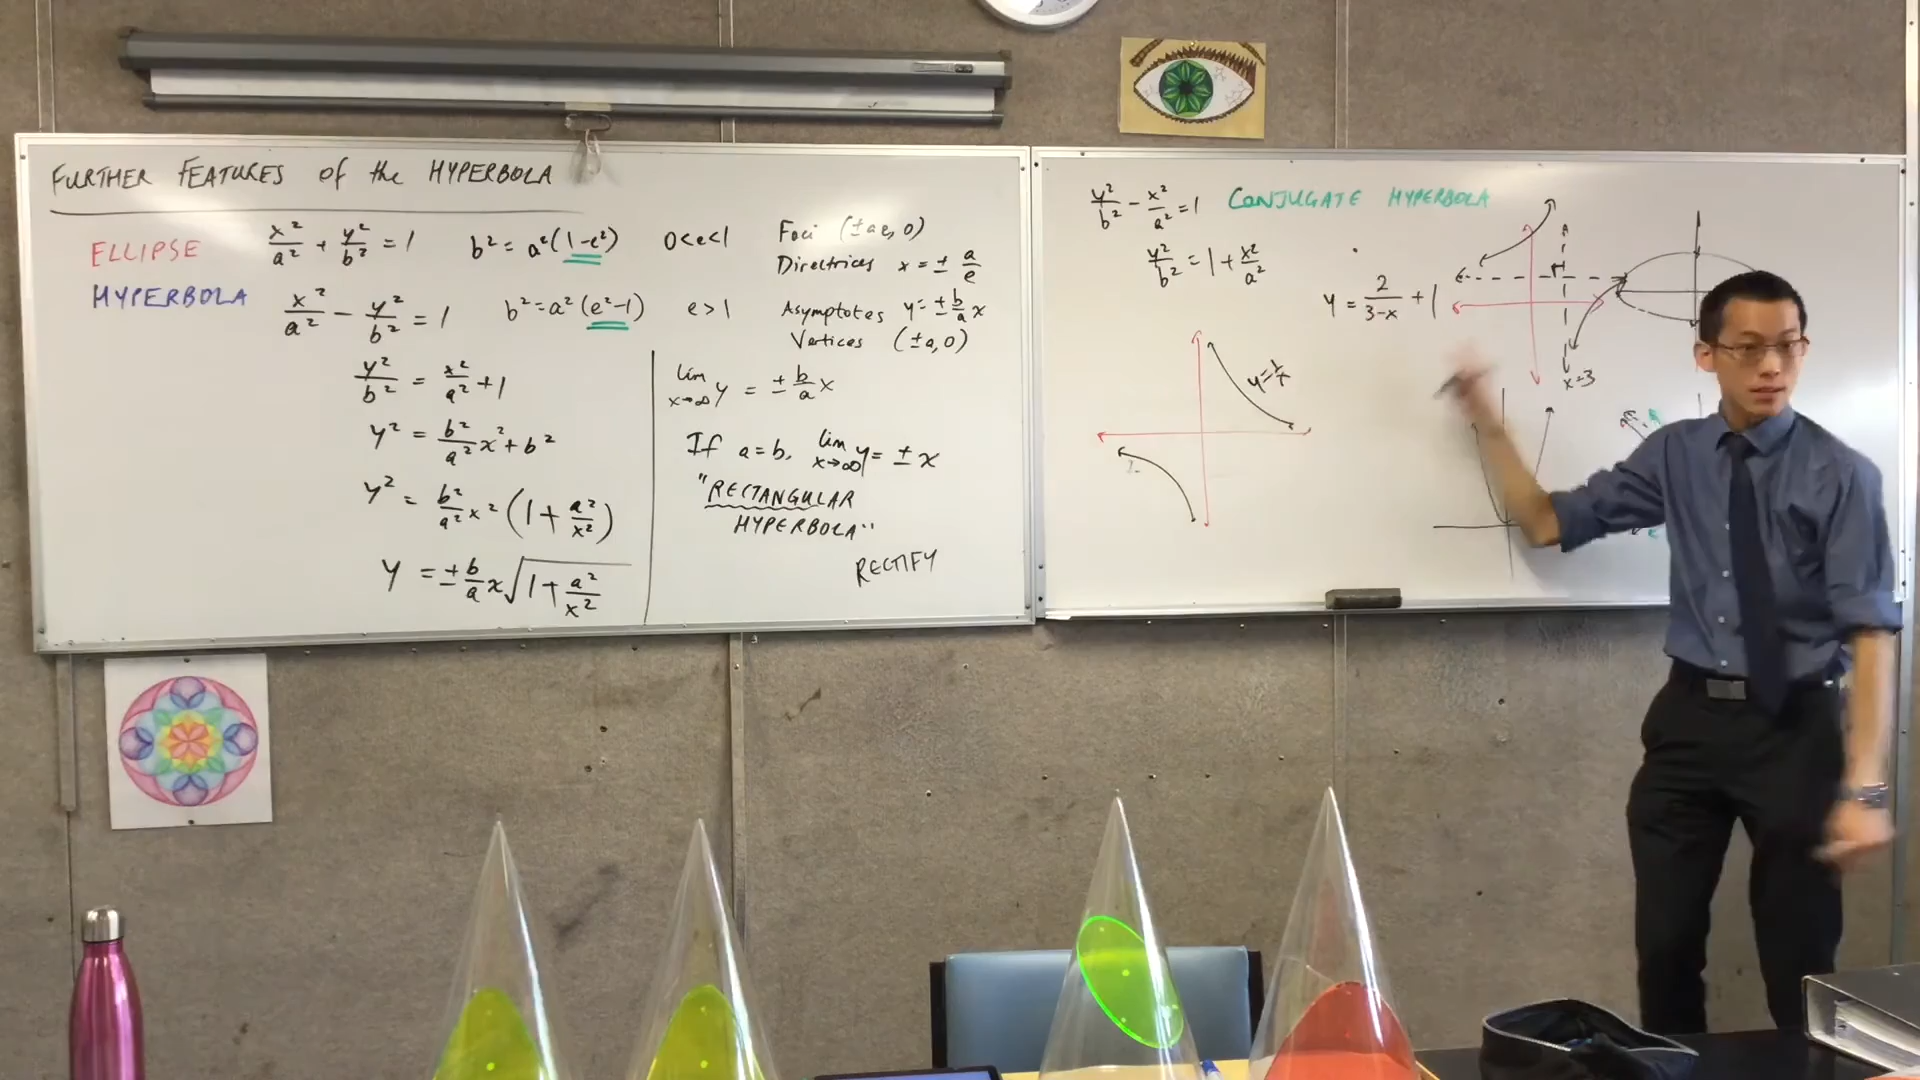 FURTHER FEATURES of the HYPERBOLA
ELLIPSE x²/a² + y²/b² = 1 b² = a²(1-e²) 0<e<1
HYPERBOLA x²/a² - y²/b² = 1 b² = a²(e²-1) e>1
Foci (±ae, 0)
Directrices x = ± a/e
Asymptotes y = ± b/a x
Vertices (±a, 0)
y²/b² = x²/a² + 1
y² = b²/a² x² + b²
y² = b²/a² x² (1 + a²/x²)
y = ± b/a x √(1 + a²/x²)
lim x→∞ y = ± b/a x
If a=b, lim x→∞ y = ± x
"RECTANGULAR
HYPERBOLA"
RECTIFY
y²/b² - x²/a² = 1 CONJUGATE HYPERBOLA
y²/b² = 1 + x²/a²
y = 2/(3-x) + 1
x=3
y=1/x